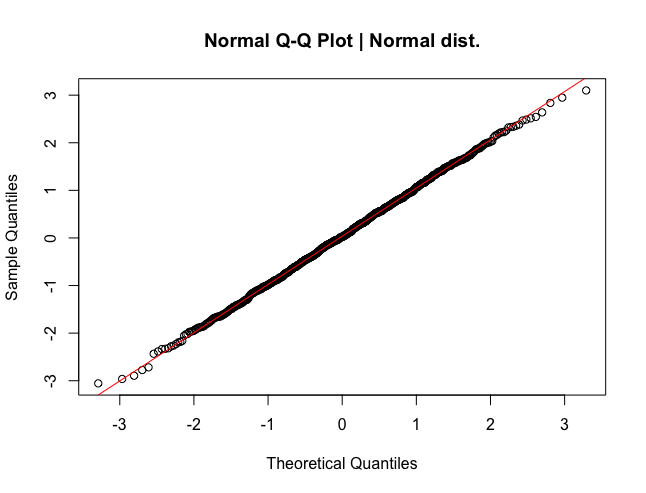 Normal Q-Q Plot | Normal dist.
3
2
1
0
-1
-2
-3
Sample Quantiles
-3 -2 -1 0 1 2 3
Theoretical Quantiles